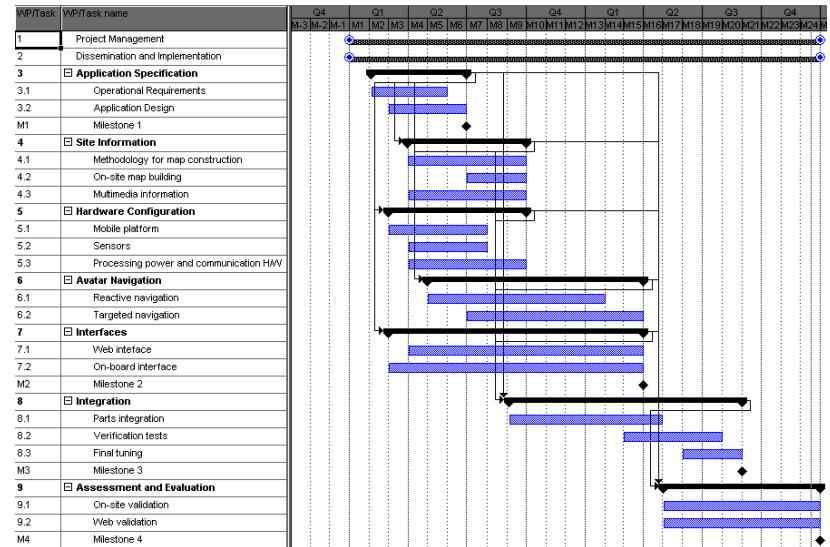 WP/Task WP/Task name Q4 Q1 Q2 Q3 Q4 Q1 Q2 Q3 Q4
M-3 M-2 M-1 M1 M2 M3 M4 M5 M6 M7 M8 M9 M10 M11 M12 M13 M14 M15 M16 M17 M18 M19 M20 M21 M22 M23 M24
1 Project Management
2 Dissemination and Implementation
3 Application Specification
3.1 Operational Requirements
3.2 Application Design
M1 Milestone 1
4 Site Information
4.1 Methodology for map construction
4.2 On-site map building
4.3 Multimedia information
5 Hardware Configuration
5.1 Mobile platform
5.2 Sensors
5.3 Processing power and communication H/W
6 Avatar Navigation
6.1 Reactive navigation
6.2 Targeted navigation
7 Interfaces
7.1 Web inteface
7.2 On-board interface
M2 Milestone 2
8 Integration
8.1 Parts integration
8.2 Verification tests
8.3 Final tuning
M3 Milestone 3
9 Assessment and Evaluation
9.1 On-site validation
9.2 Web validation
M4 Milestone 4